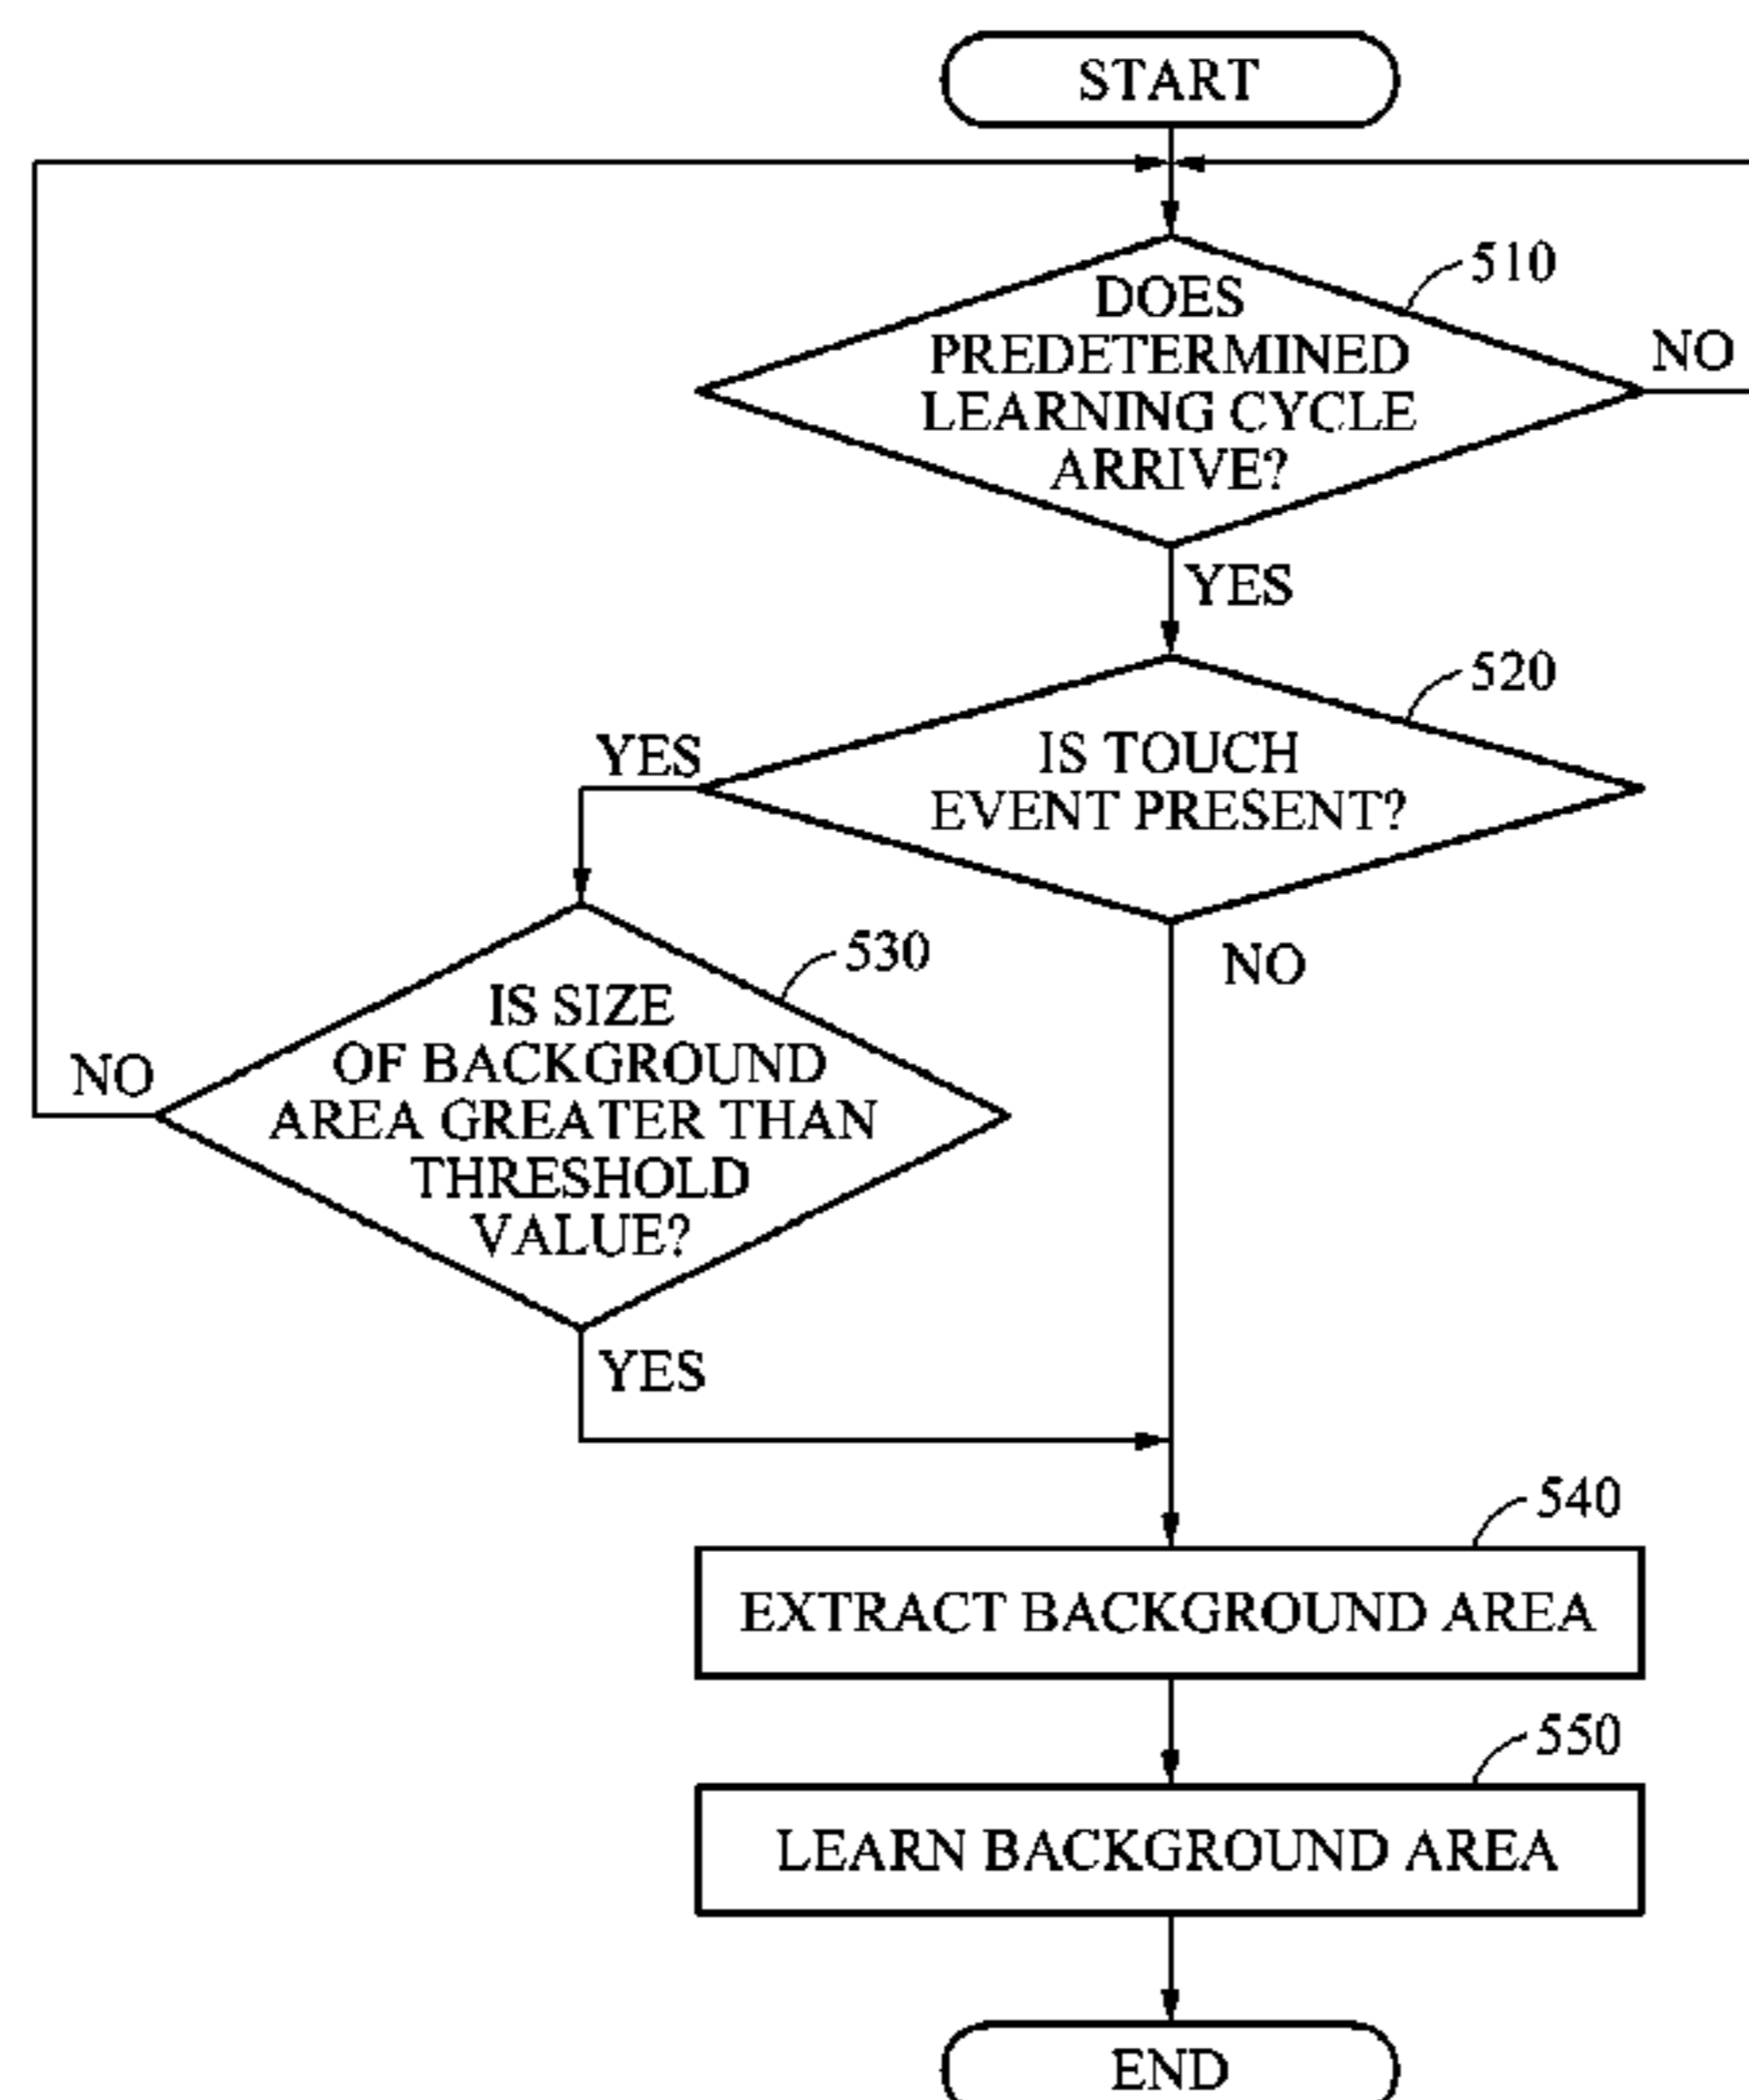 START
510
DOES
PREDETERMINED
LEARNING CYCLE
ARRIVE?
NO
YES
520
IS TOUCH
EVENT PRESENT?
YES
NO
530
IS SIZE
OF BACKGROUND
AREA GREATER THAN
THRESHOLD
VALUE?
NO
YES
540
EXTRACT BACKGROUND AREA
550
LEARN BACKGROUND AREA
END